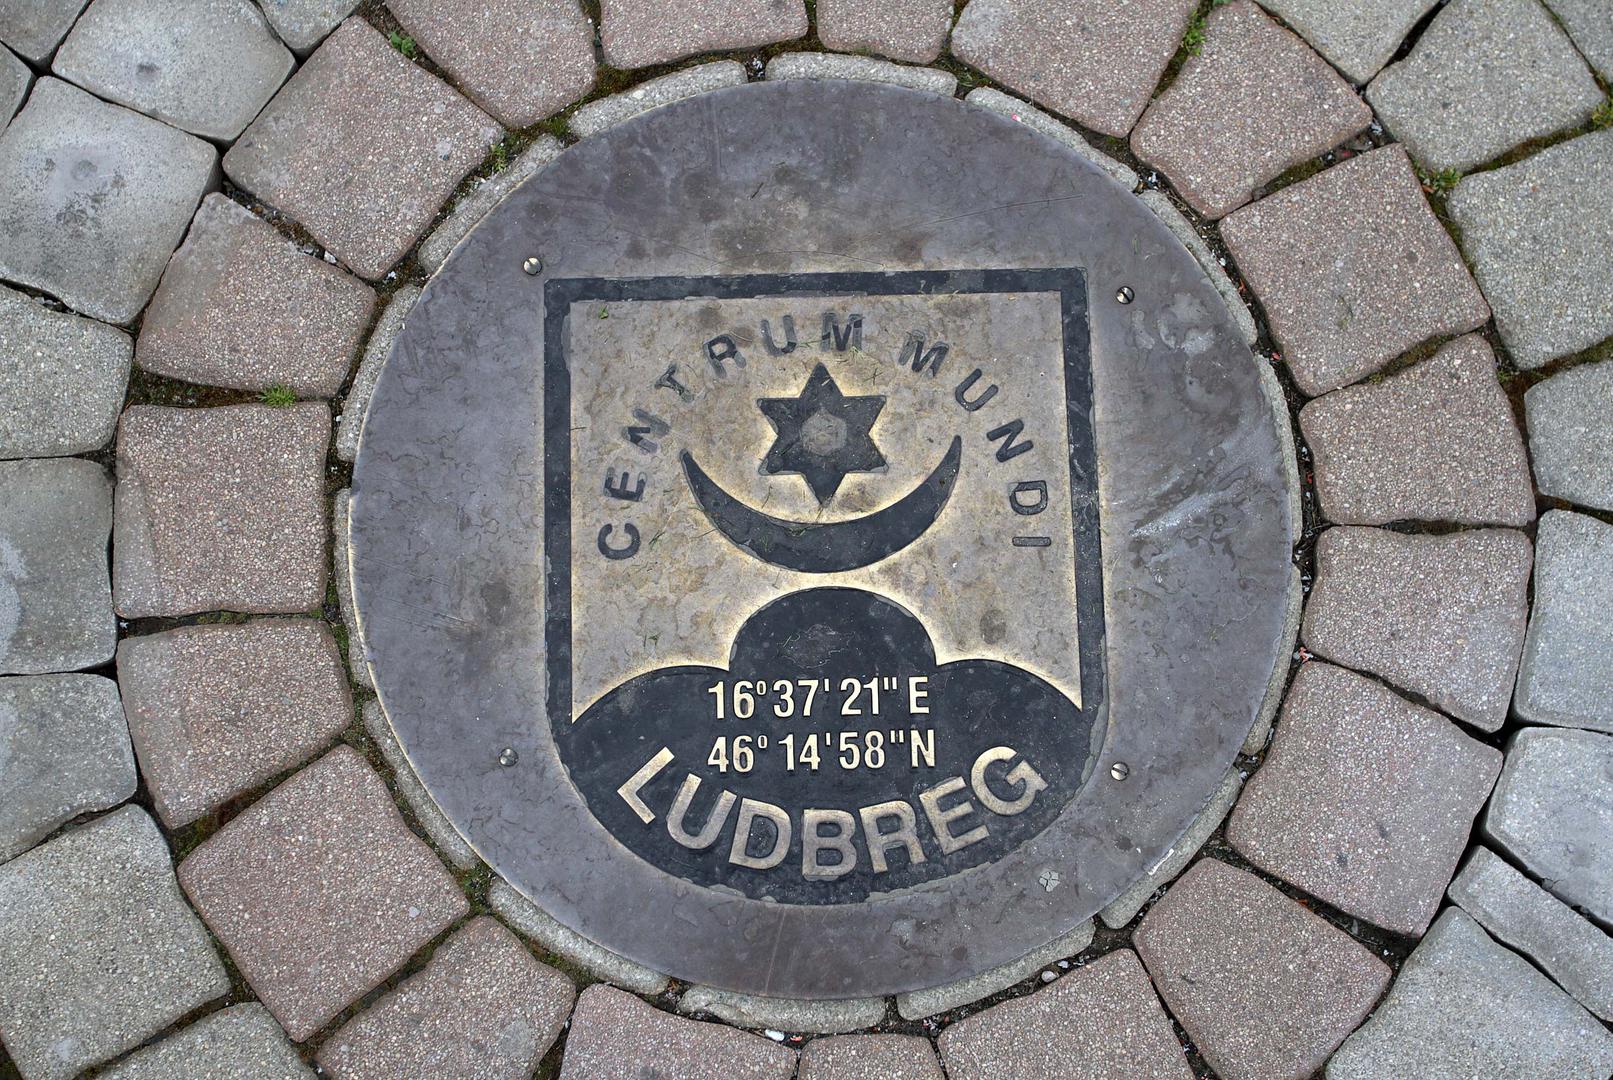 CENTRUM MUNDI
16°37'21"E
46°14'58"N
LUDBREG